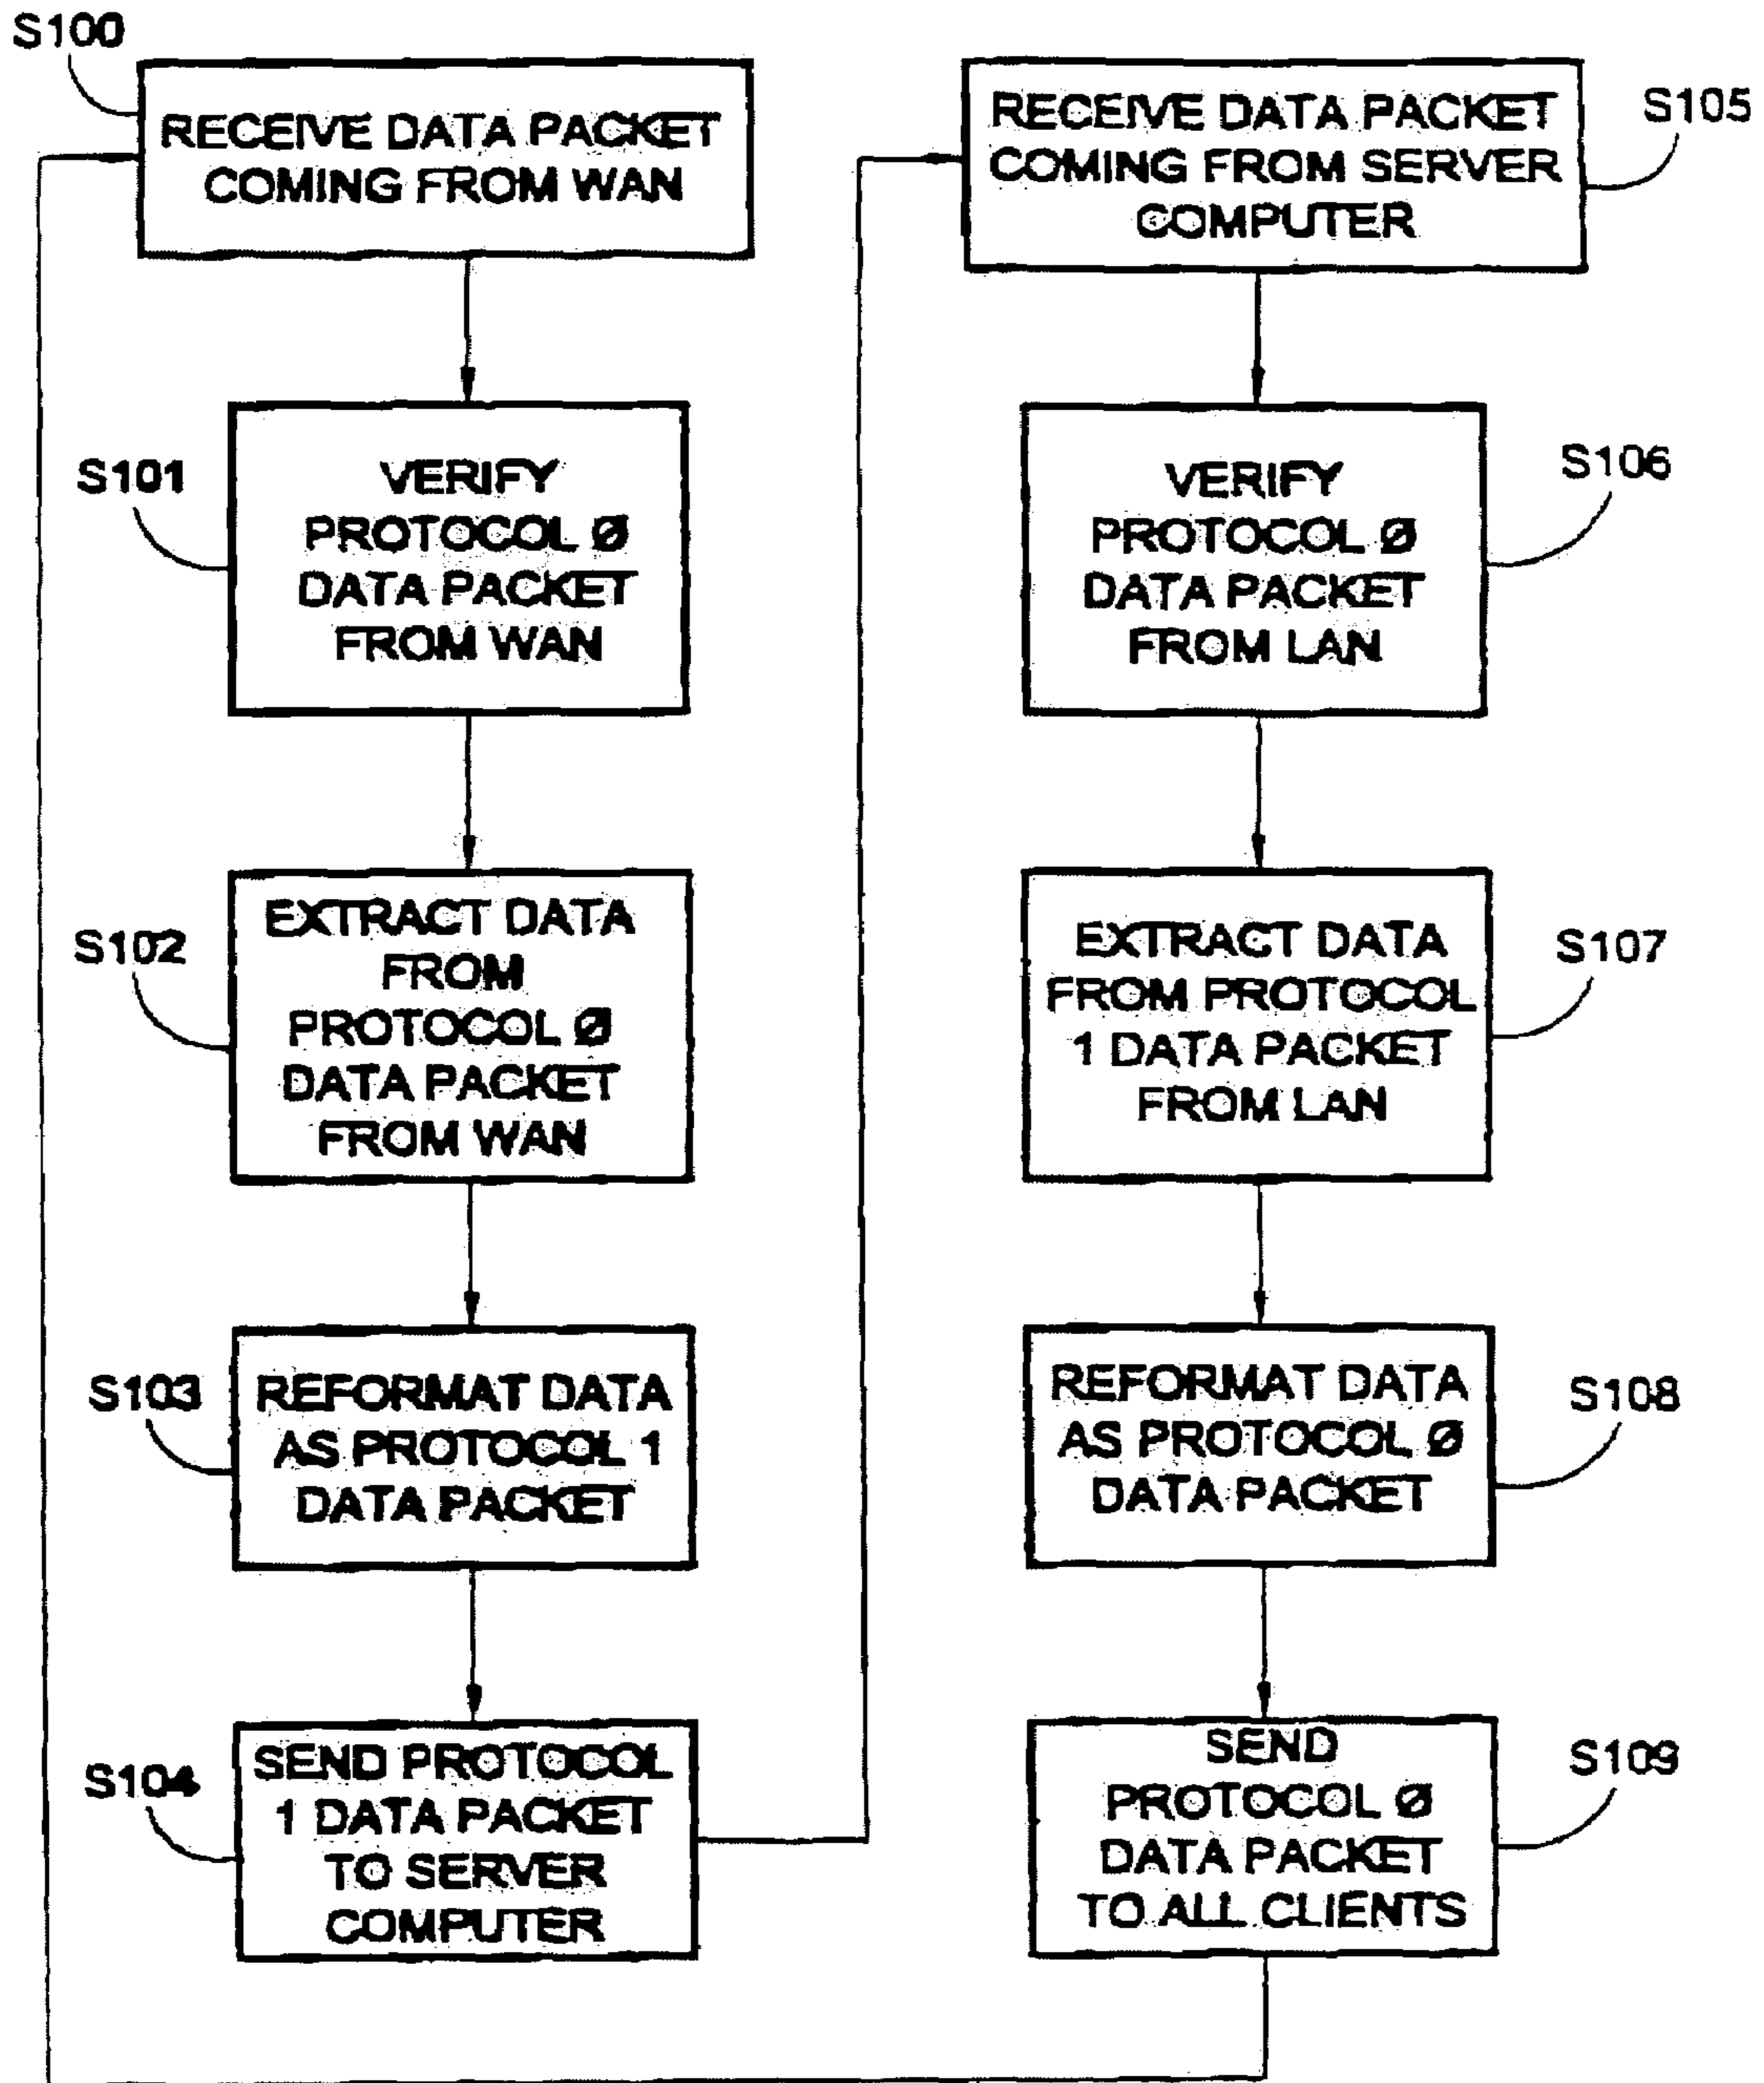 S100
RECEIVE DATA PACKET
COMING FROM WAN
S101
VERIFY
PROTOCOL Ø
DATA PACKET
FROM WAN
S102
EXTRACT DATA
FROM
PROTOCOL Ø
DATA PACKET
FROM WAN
S103
REFORMAT DATA
AS PROTOCOL 1
DATA PACKET
S104
SEND PROTOCOL
1 DATA PACKET
TO SERVER
COMPUTER
S105
RECEIVE DATA PACKET
COMING FROM SERVER
COMPUTER
S106
VERIFY
PROTOCOL Ø
DATA PACKET
FROM LAN
S107
EXTRACT DATA
FROM PROTOCOL
1 DATA PACKET
FROM LAN
S108
REFORMAT DATA
AS PROTOCOL Ø
DATA PACKET
S109
SEND
PROTOCOL Ø
DATA PACKET
TO ALL CLIENTS